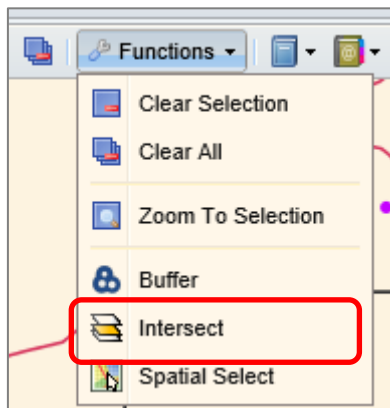 Functions
Clear Selection
Clear All
Zoom To Selection
Buffer
Intersect
Spatial Select